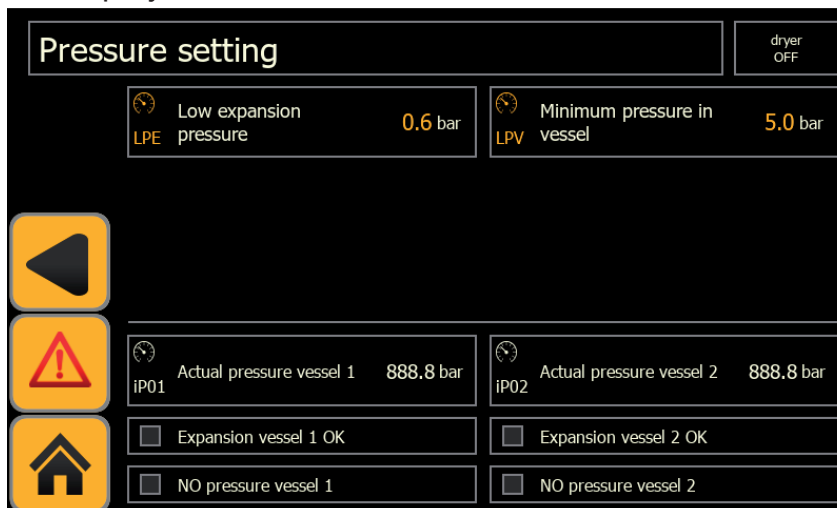 Pressure setting
dryer
OFF
LPE
Low expansion
pressure
0.6 bar
LPV
Minimum pressure in
vessel
5.0 bar
iP01
Actual pressure vessel 1
888.8 bar
iP02
Actual pressure vessel 2
888.8 bar
Expansion vessel 1 OK
Expansion vessel 2 OK
NO pressure vessel 1
NO pressure vessel 2